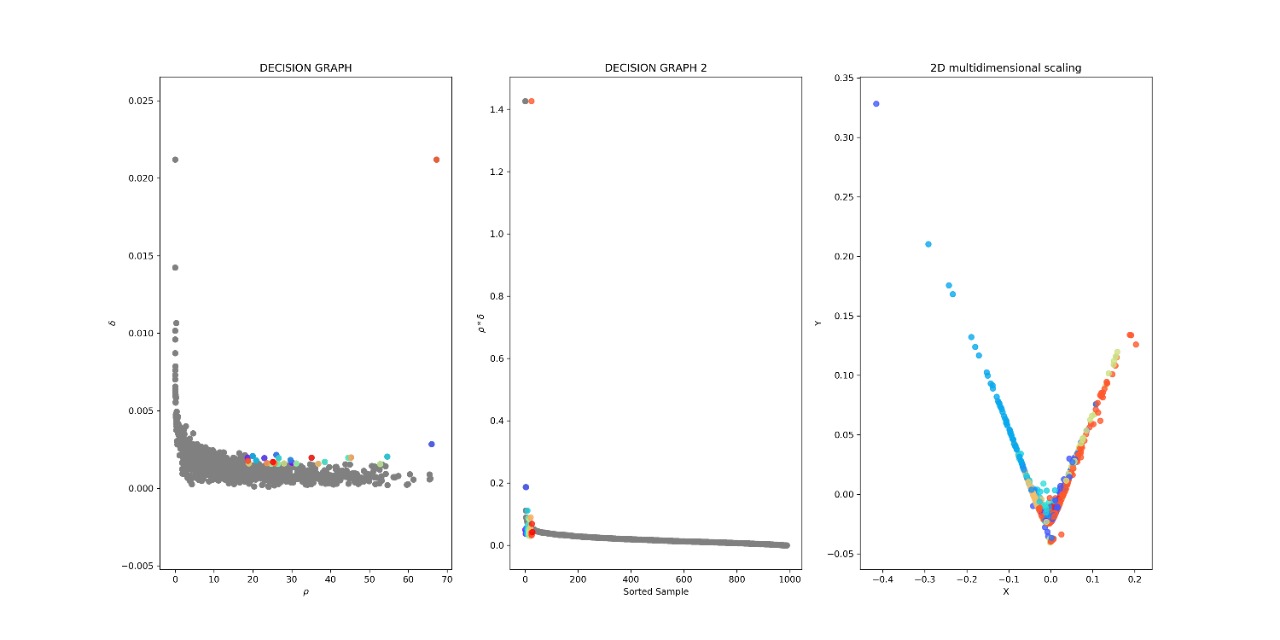 DECISION GRAPH
0.025
0.020
0.015
0.010
0.005
0.000
−0.005
δ
0 10 20 30 40 50 60 70
ρ
DECISION GRAPH 2
1.4
1.2
1.0
0.8
0.6
0.4
0.2
0.0
ρ*δ
0 200 400 600 800 1000
Sorted Sample
2D multidimensional scaling
0.35
0.30
0.25
0.20
0.15
0.10
0.05
0.00
−0.05
Y
−0.4 −0.3 −0.2 −0.1 0.0 0.1 0.2
X